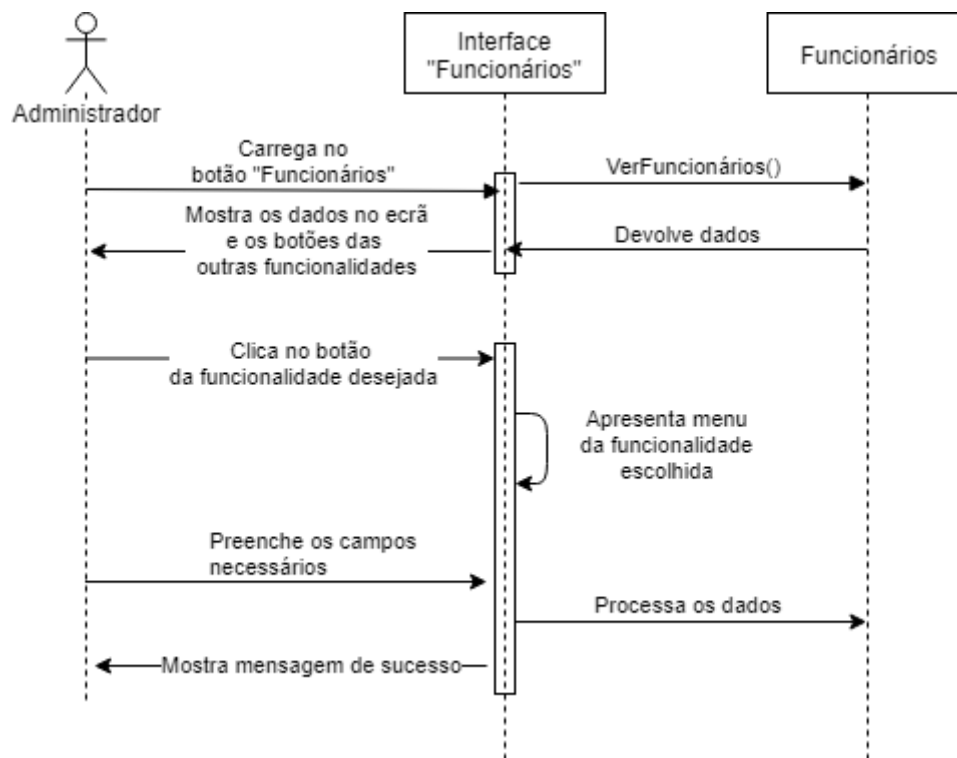 Interface
"Funcionários"
Funcionários
Administrador
Carrega no
botão "Funcionários"
VerFuncionários()
Mostra os dados no ecrã
e os botões das
outras funcionalidades
Devolve dados
Clica no botão
da funcionalidade desejada
Apresenta menu
da funcionalidade
escolhida
Preenche os campos
necessários
Processa os dados
Mostra mensagem de sucesso